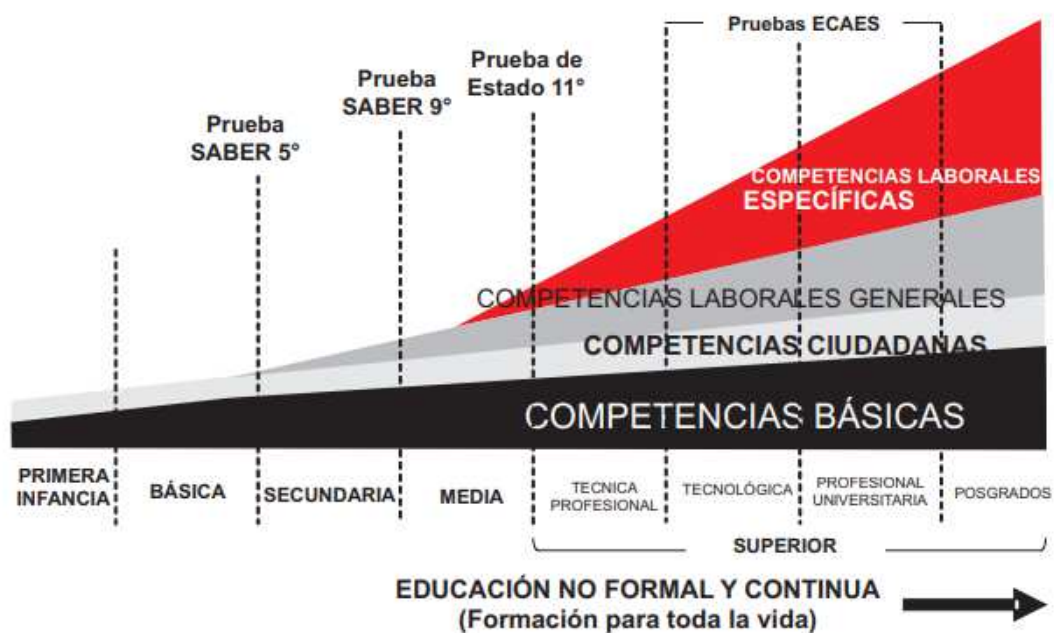 Pruebas ECAES
Prueba de
Estado 11°
Prueba
SABER 9°
Prueba
SABER 5°
COMPETENCIAS LABORALES
ESPECÍFICAS
COMPETENCIAS LABORALES GENERALES
COMPETENCIAS CIUDADANAS
COMPETENCIAS BÁSICAS
PRIMERA
INFANCIA
BÁSICA
SECUNDARIA
MEDIA
TECNICA
PROFESIONAL
TECNOLÓGICA
PROFESIONAL
UNIVERSITARIA
POSGRADOS
SUPERIOR
EDUCACIÓN NO FORMAL Y CONTINUA
(Formación para toda la vida)